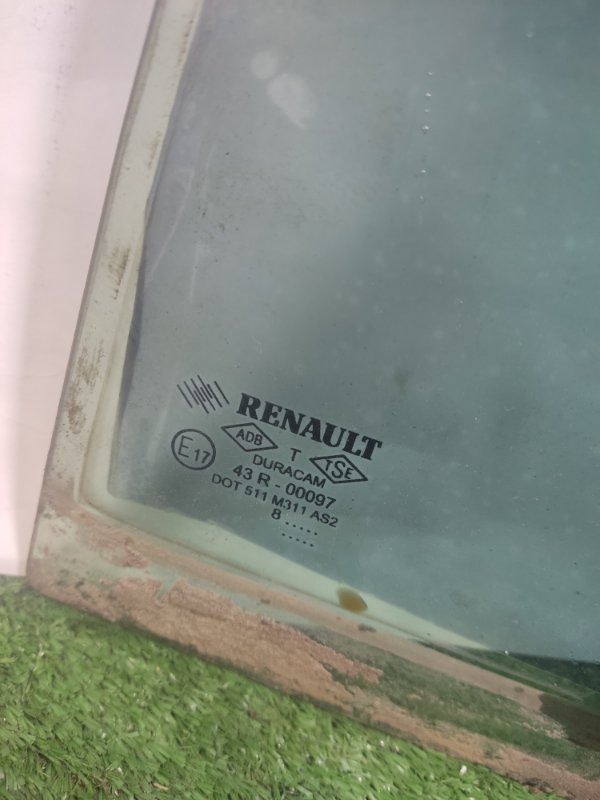 RENAULT
ADB T TSE
DURACAM
E17 43 R - 00097
DOT 511 M311 AS2
8 .....
.....